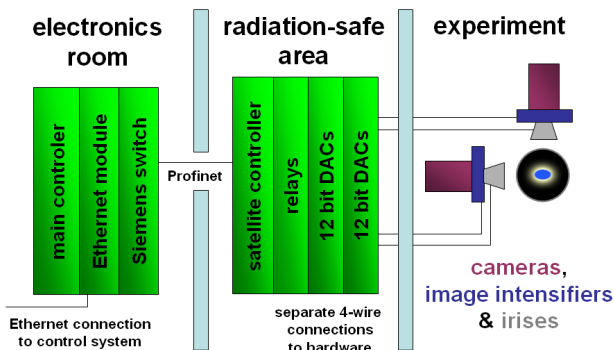 electronics
room
radiation-safe
area
experiment
main controler
Ethernet module
Siemens switch
Profinet
satellite controller
relays
12 bit DACs
12 bit DACs
cameras,
image intensifiers
& irises
Ethernet connection
to control system
separate 4-wire
connections
to hardware